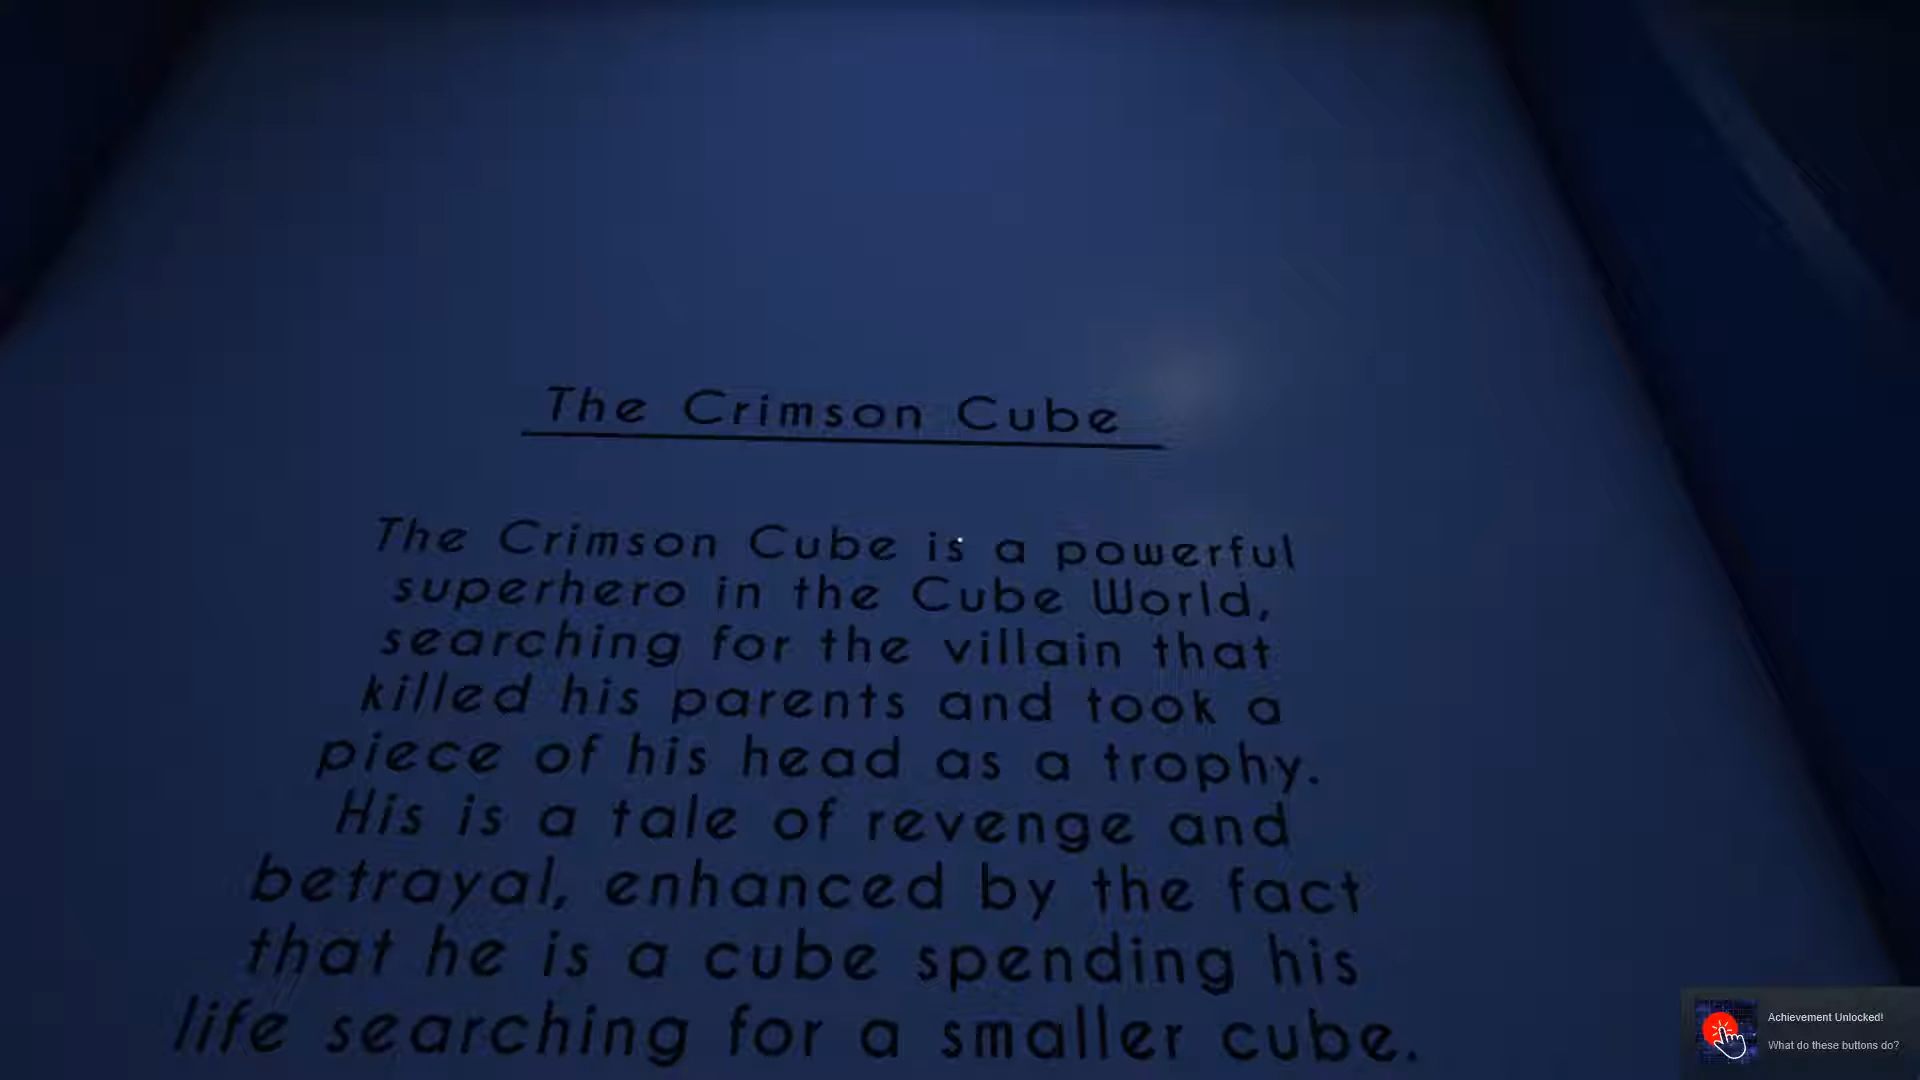 The Crimson Cube
The Crimson Cube is a powerful
superhero in the Cube World,
searching for the villain that
killed his parents and took a
piece of his head as a trophy.
His is a tale of revenge and
betrayal, enhanced by the fact
that he is a cube spending his
life searching for a smaller cube.
Achievement Unlocked!
What do these buttons do?